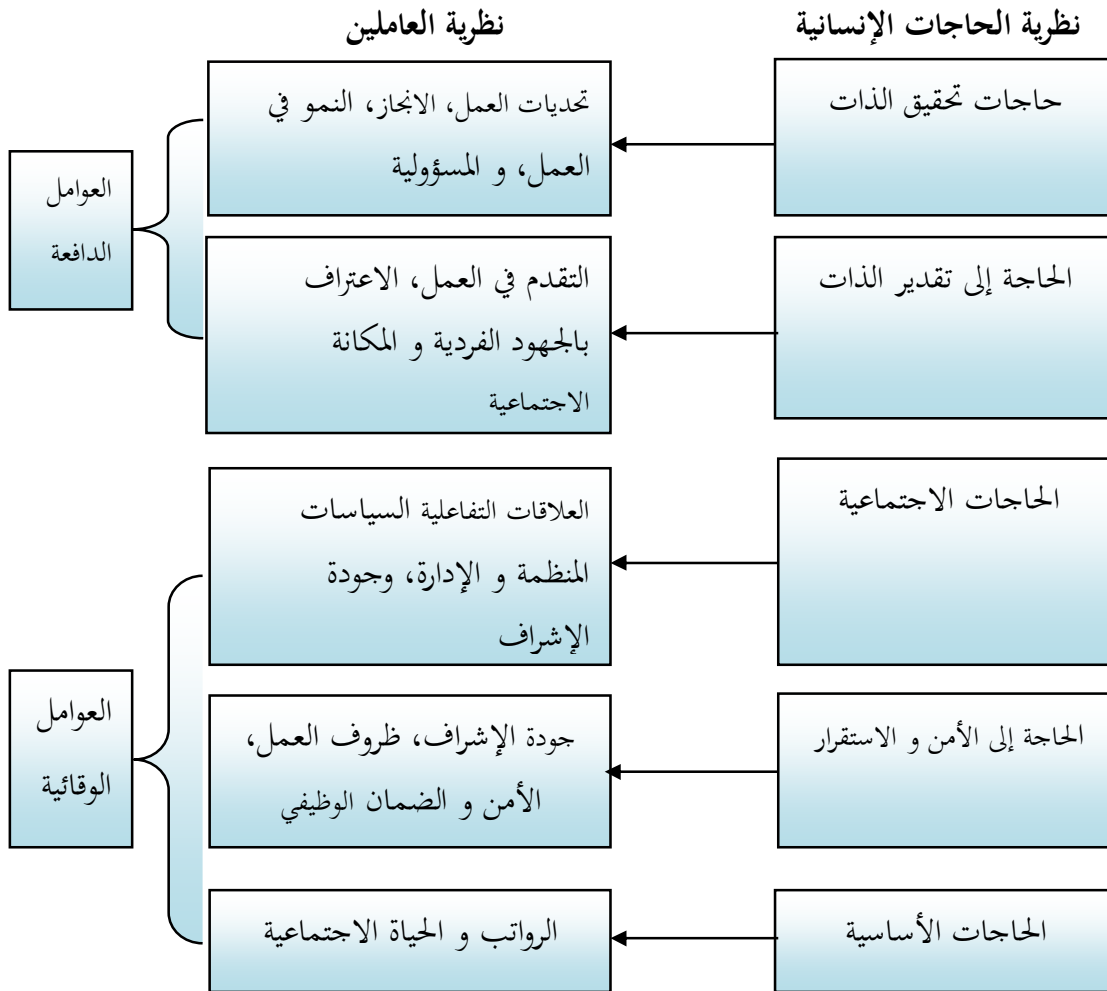 نظرية الحاجات الإنسانية
نظرية العاملين
حاجات تحقيق الذات
تحديات العمل، الانجاز، النمو في
العمل، و المسؤولية
العوامل
الدافعة
الحاجة إلى تقدير الذات
التقدم في العمل، الاعتراف
بالجهود الفردية و المكانة
الاجتماعية
الحاجات الاجتماعية
العلاقات التفاعلية السياسات
المنظمة و الإدارة، وجودة
الإشراف
العوامل
الوقائية
الحاجة إلى الأمن و الاستقرار
جودة الإشراف، ظروف العمل،
الأمن و الضمان الوظيفي
الحاجات الأساسية
الرواتب و الحياة الاجتماعية